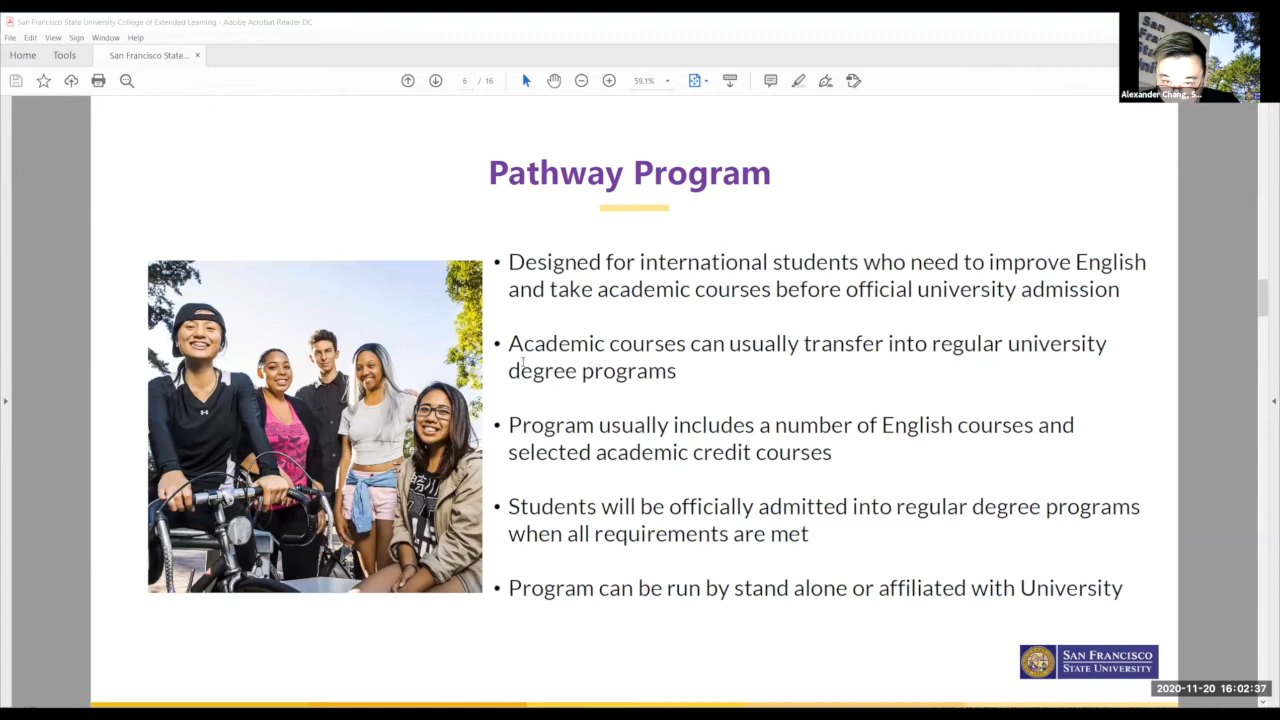 San Francisco State University College of Extended Learning - Adobe Acrobat Reader DC
File Edit View Sign Window Help
Home Tools San Francisco State... ×
6 / 16 59.1%
Alexander Chang, S...
Pathway Program
• Designed for international students who need to improve English
and take academic courses before official university admission
• Academic courses can usually transfer into regular university
degree programs
• Program usually includes a number of English courses and
selected academic credit courses
• Students will be officially admitted into regular degree programs
when all requirements are met
• Program can be run by stand alone or affiliated with University
SAN FRANCISCO
STATE UNIVERSITY
2020-11-20 16:02:37